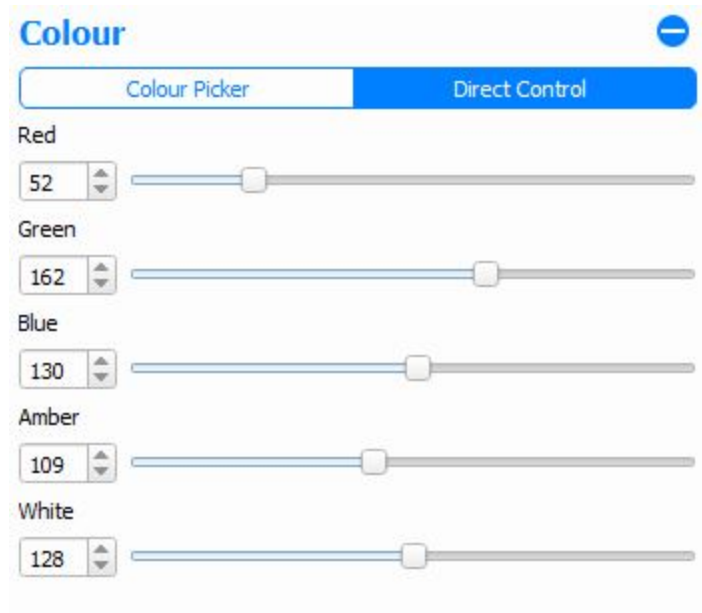 Colour
Colour Picker Direct Control
Red
52
Green
162
Blue
130
Amber
109
White
128